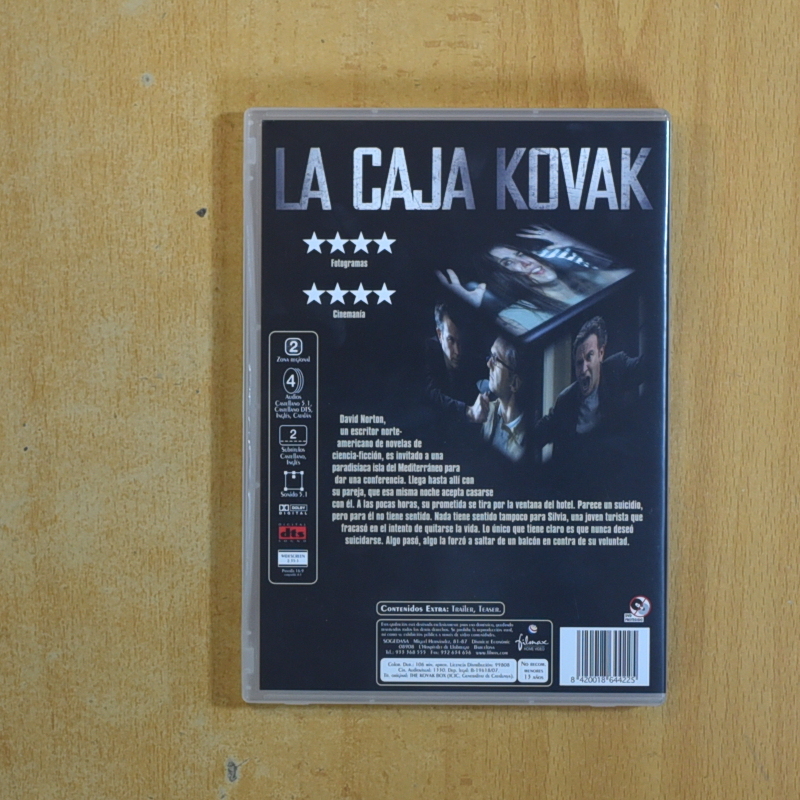 LA CAJA KOVAK
Fotogramas
Cinemanía
2
Zona regional
4
Audios
Castellano 5.1,
Castellano DTS,
Inglés, Catalán
2
Subtítulos
Castellano,
Inglés
Sonido 5.1
DOLBY
DIGITAL
DIGITAL
dts
SOUND
WIDESCREEN
David Norton,
un escritor norte-
americano de novelas de
ciencia-ficción, es invitado a una
paradisíaca isla del Mediterráneo para
dar una conferencia. Llega hasta allí con
su pareja, que esa misma noche acepta casarse
con él. A las pocas horas, su prometida se tira por la ventana del hotel. Parece un suicidio,
pero para él no tiene sentido. Nada tiene sentido tampoco para Silvia, una joven turista que
fracasó en el intento de quitarse la vida. Lo único que tiene claro es que nunca deseó
suicidarse. Algo pasó, algo la forzó a saltar de un balcón en contra de su voluntad.
Contenidos Extra: Tráiler, Teaser.
filmax
HOME VIDEO
No recom.
menores
13 años
8 420018 644223